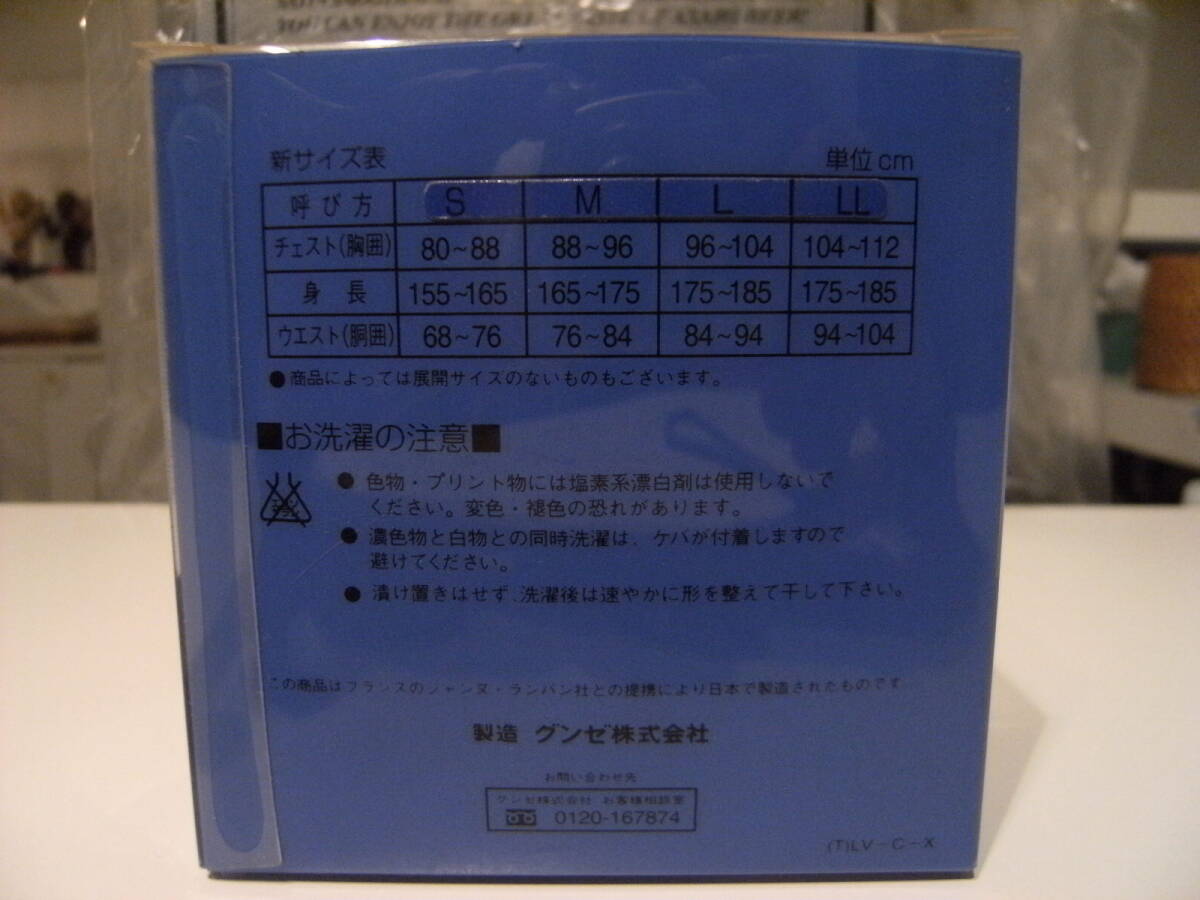 YOU CAN ENJOY THE GRE
新サイズ表 単位cm
呼び方 S M L LL
チェスト(胸囲) 80~88 88~96 96~104 104~112
身長 155~165 165~175 175~185 175~185
ウエスト(胴囲) 68~76 76~84 84~94 94~104
●商品によっては展開サイズのないものもございます。
■お洗濯の注意■
● 色物・プリント物には塩素系漂白剤は使用しないで
ください。変色・褪色の恐れがあります。
● 濃色物と白物との同時洗濯は、ケバが付着しますので
避けてください。
● 漬け置きはせず、洗濯後は速やかに形を整えて干して下さい。
この商品はフランスのジャンヌ・ランバン社との提携により日本で製造されたものです。
製造 グンゼ株式会社
お問い合わせ先
グンゼ株式会社 お客様相談室
0120-167874
(T)LV-C-X